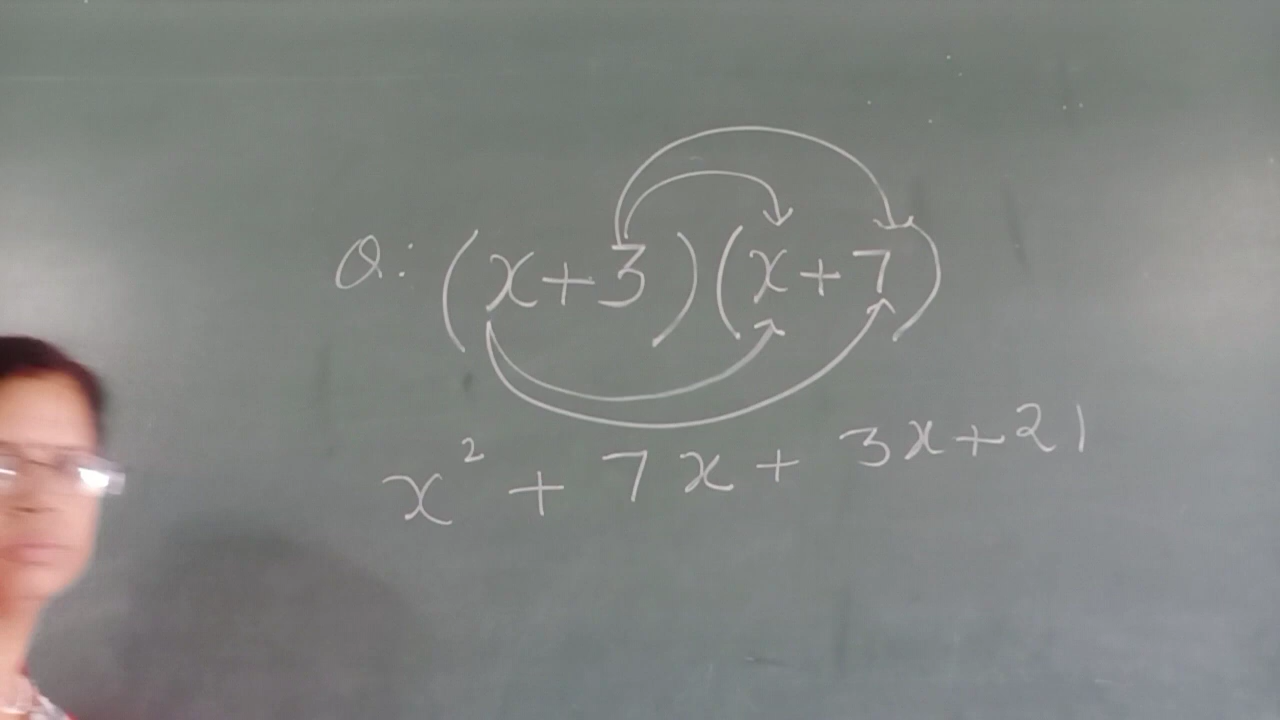 Q: (x+3)(x+7)
x² + 7x + 3x + 21